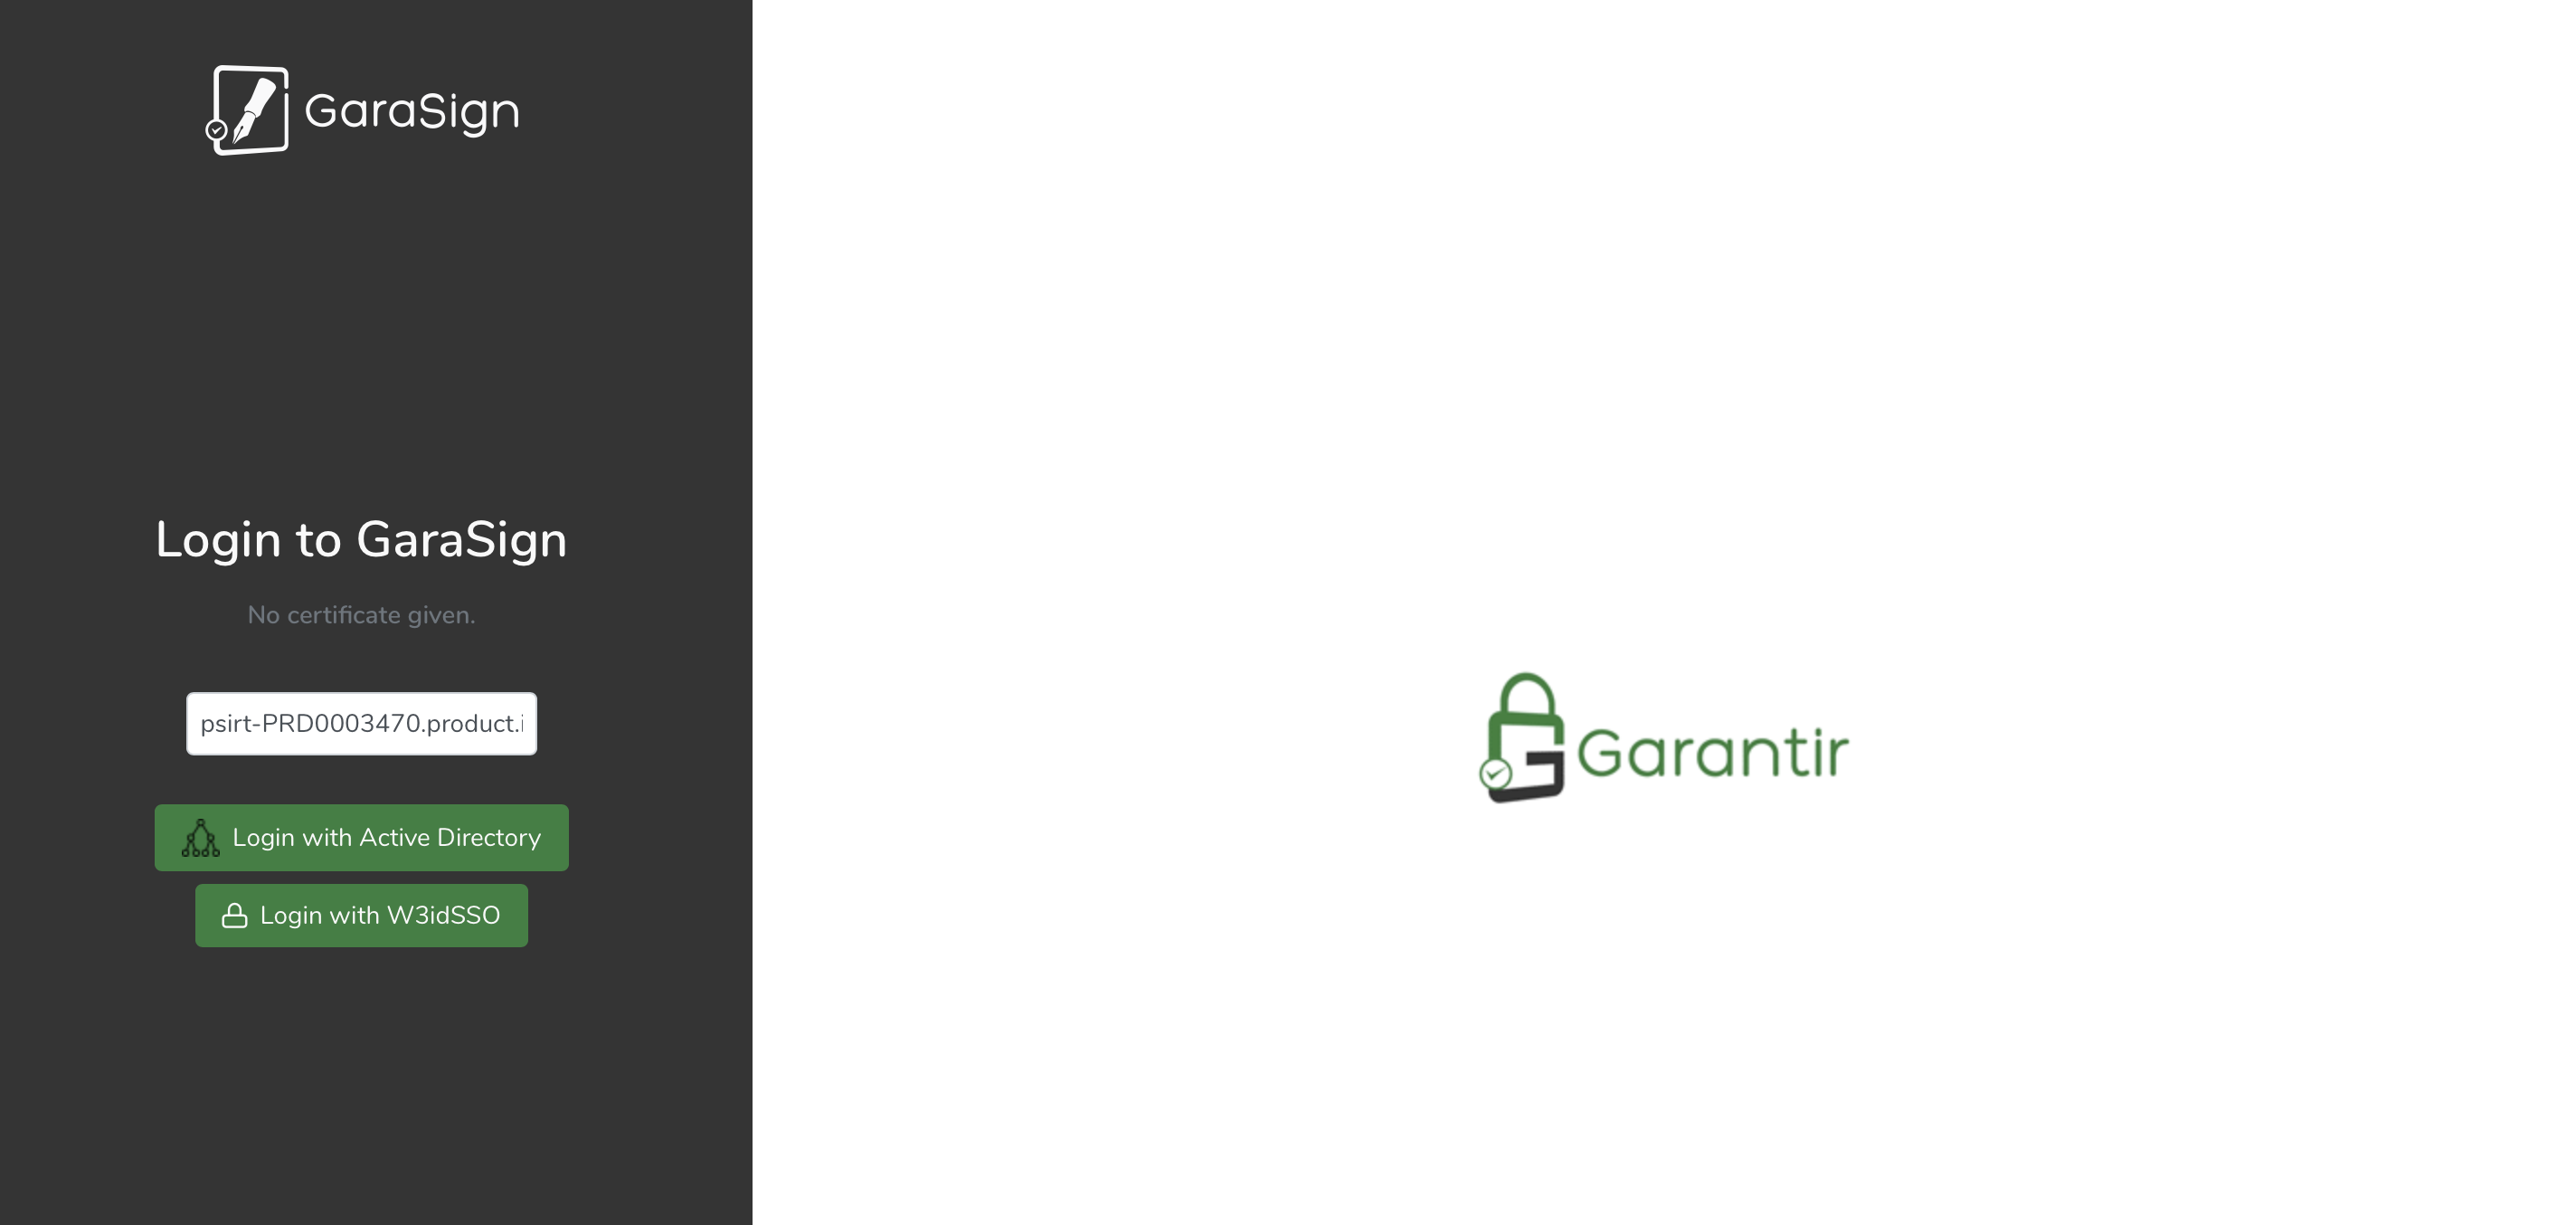 GaraSign
Login to GaraSign
No certificate given.
psirt-PRD0003470.product.i
Login with Active Directory
Login with W3idSSO
Garantir